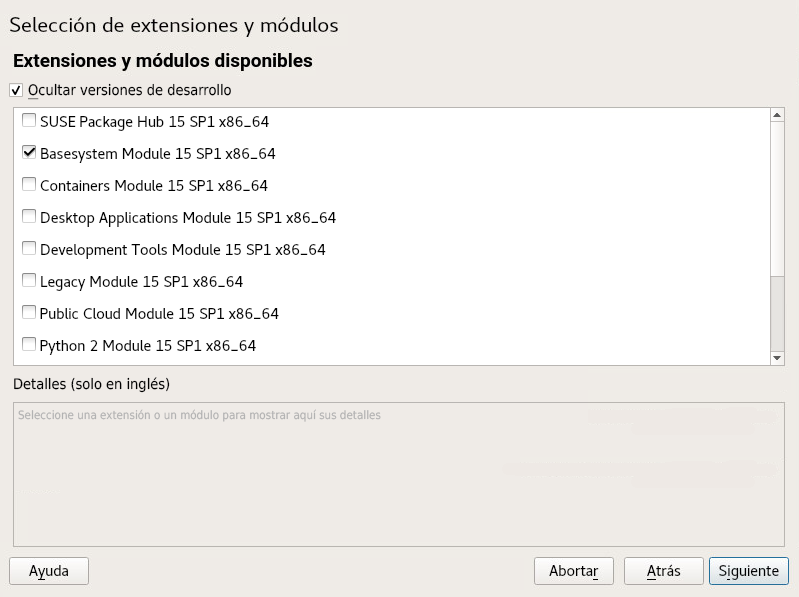 Selección de extensiones y módulos
Extensiones y módulos disponibles
Ocultar versiones de desarrollo
SUSE Package Hub 15 SP1 x86_64
Basesystem Module 15 SP1 x86_64
Containers Module 15 SP1 x86_64
Desktop Applications Module 15 SP1 x86_64
Development Tools Module 15 SP1 x86_64
Legacy Module 15 SP1 x86_64
Public Cloud Module 15 SP1 x86_64
Python 2 Module 15 SP1 x86_64
Detalles (solo en inglés)
Seleccione una extensión o un módulo para mostrar aquí sus detalles
Ayuda
Abortar
Atrás
Siguiente